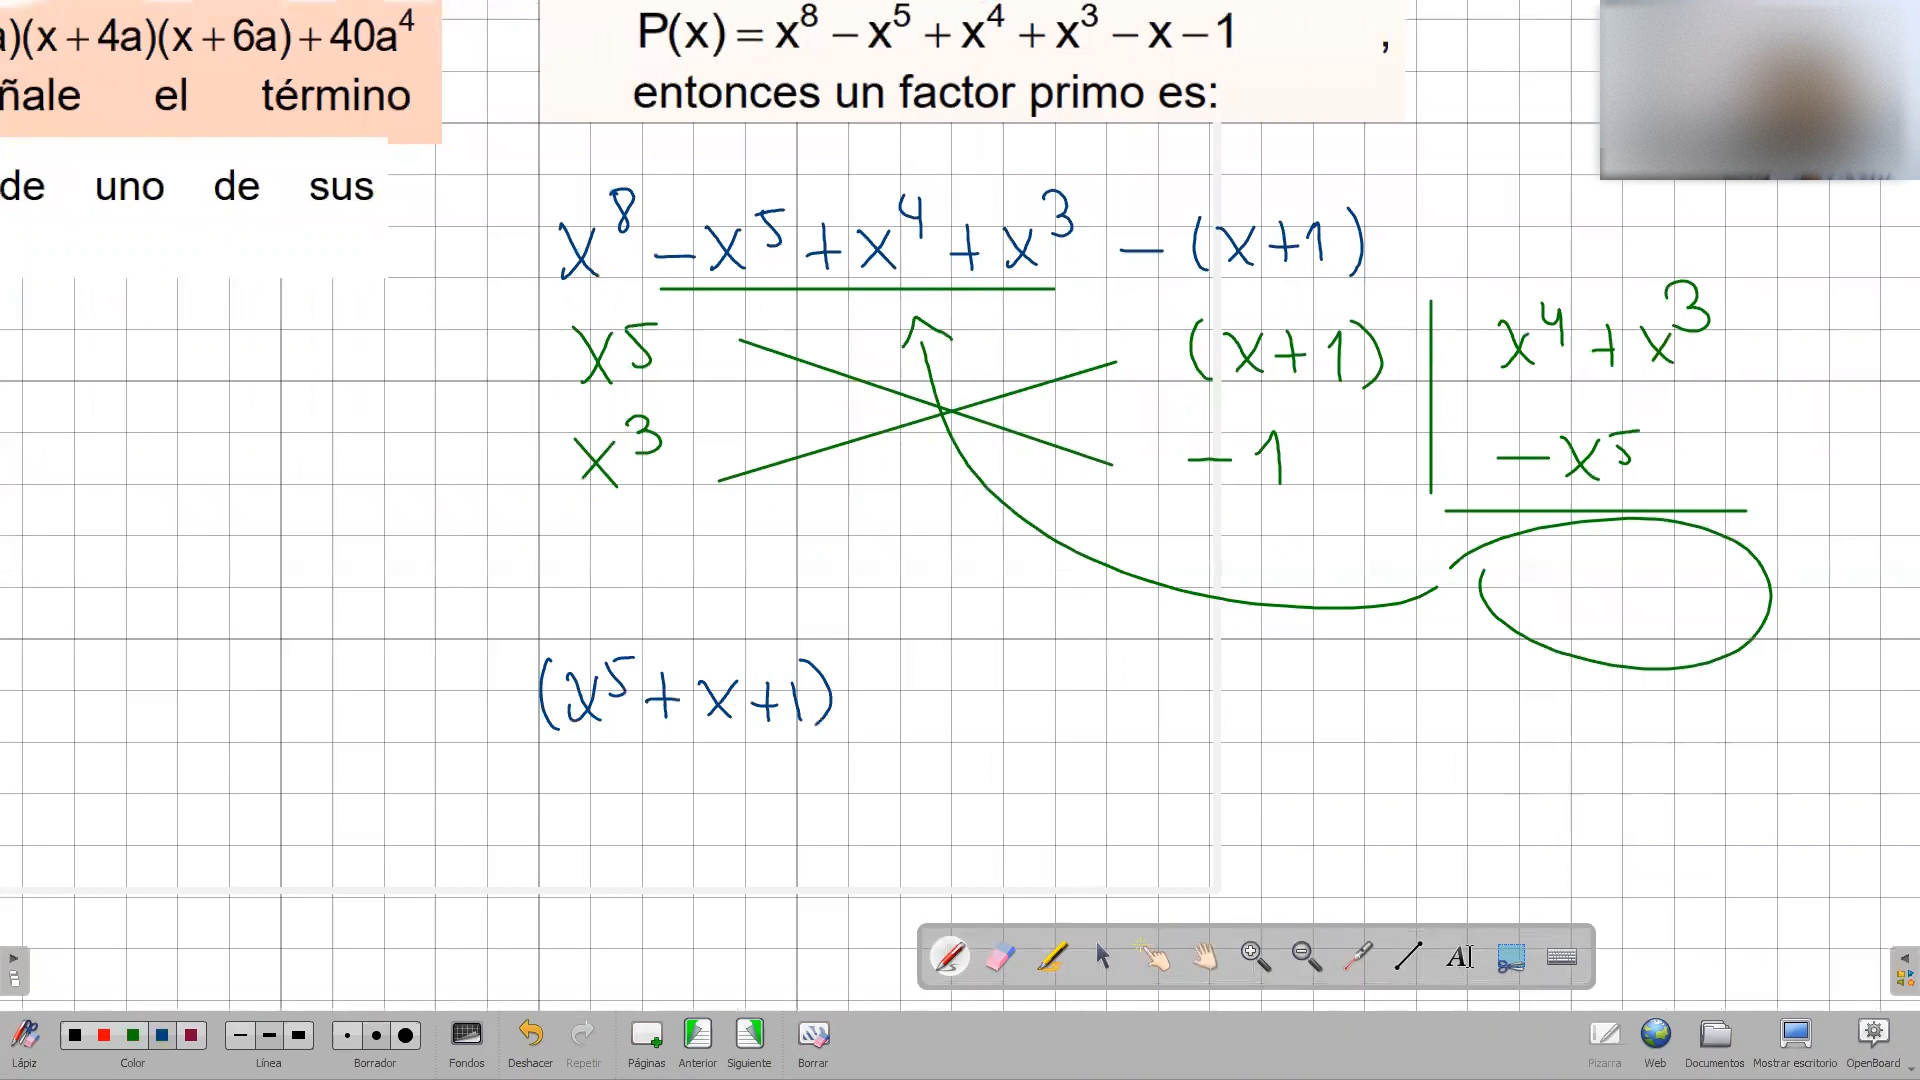 a)(x + 4a)(x + 6a) + 40a⁴
ñale el término
de uno de sus
P(x) = x⁸ − x⁵ + x⁴ + x³ − x − 1 ,
entonces un factor primo es:
x⁸ − x⁵ + x⁴ + x³ − (x+1)
x⁵ (x+1) x⁴ + x³
x³ − 1 − x⁵
(x⁵ + x + 1)
Lápiz Color Línea Borrador Fondos Deshacer Repetir Páginas Anterior Siguiente Borrar Pizarra Web Documentos Mostrar escritorio OpenBoard